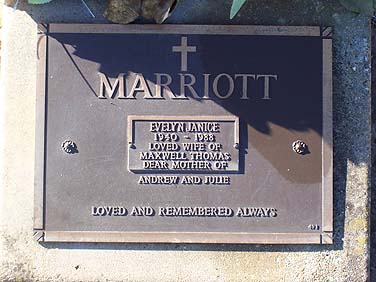 MARRIOTT
EVELYN JANICE
1940 - 1988
LOVED WIFE OF
MAXWELL THOMAS
DEAR MOTHER OF
ANDREW AND JULIE
LOVED AND REMEMBERED ALWAYS